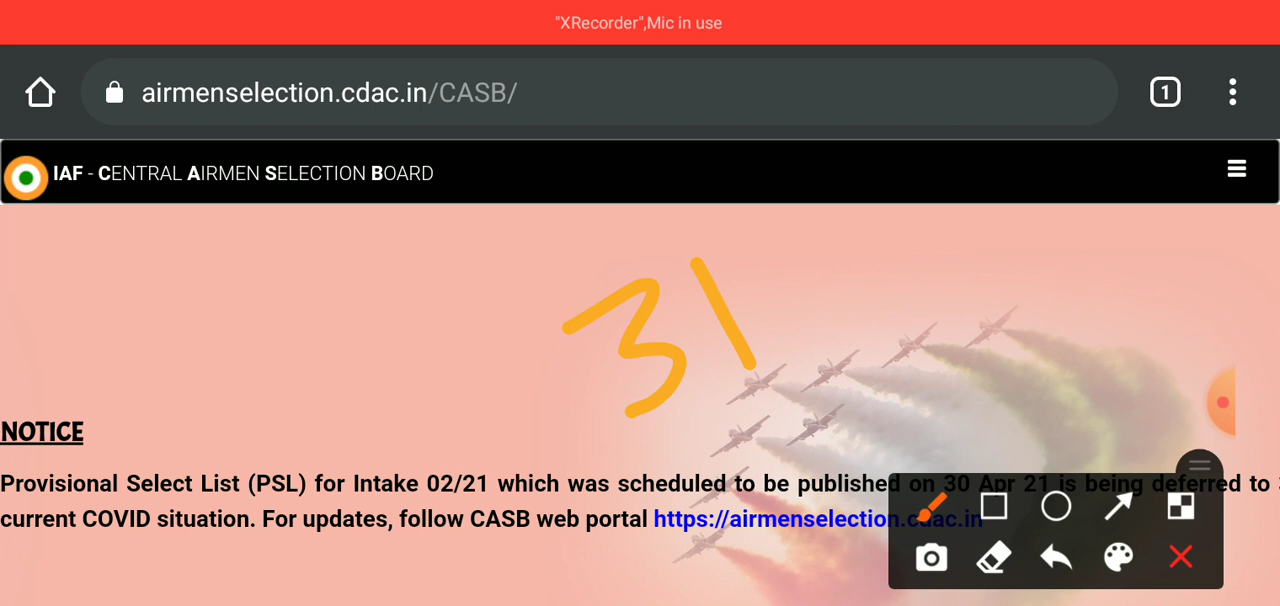 "XRecorder",Mic in use
airmenselection.cdac.in/CASB/
1
IAF - CENTRAL AIRMEN SELECTION BOARD
31
NOTICE
Provisional Select List (PSL) for Intake 02/21 which was scheduled to be published on 30 Apr 21 is being deferred to
current COVID situation. For updates, follow CASB web portal https://airmenselection.cdac.in